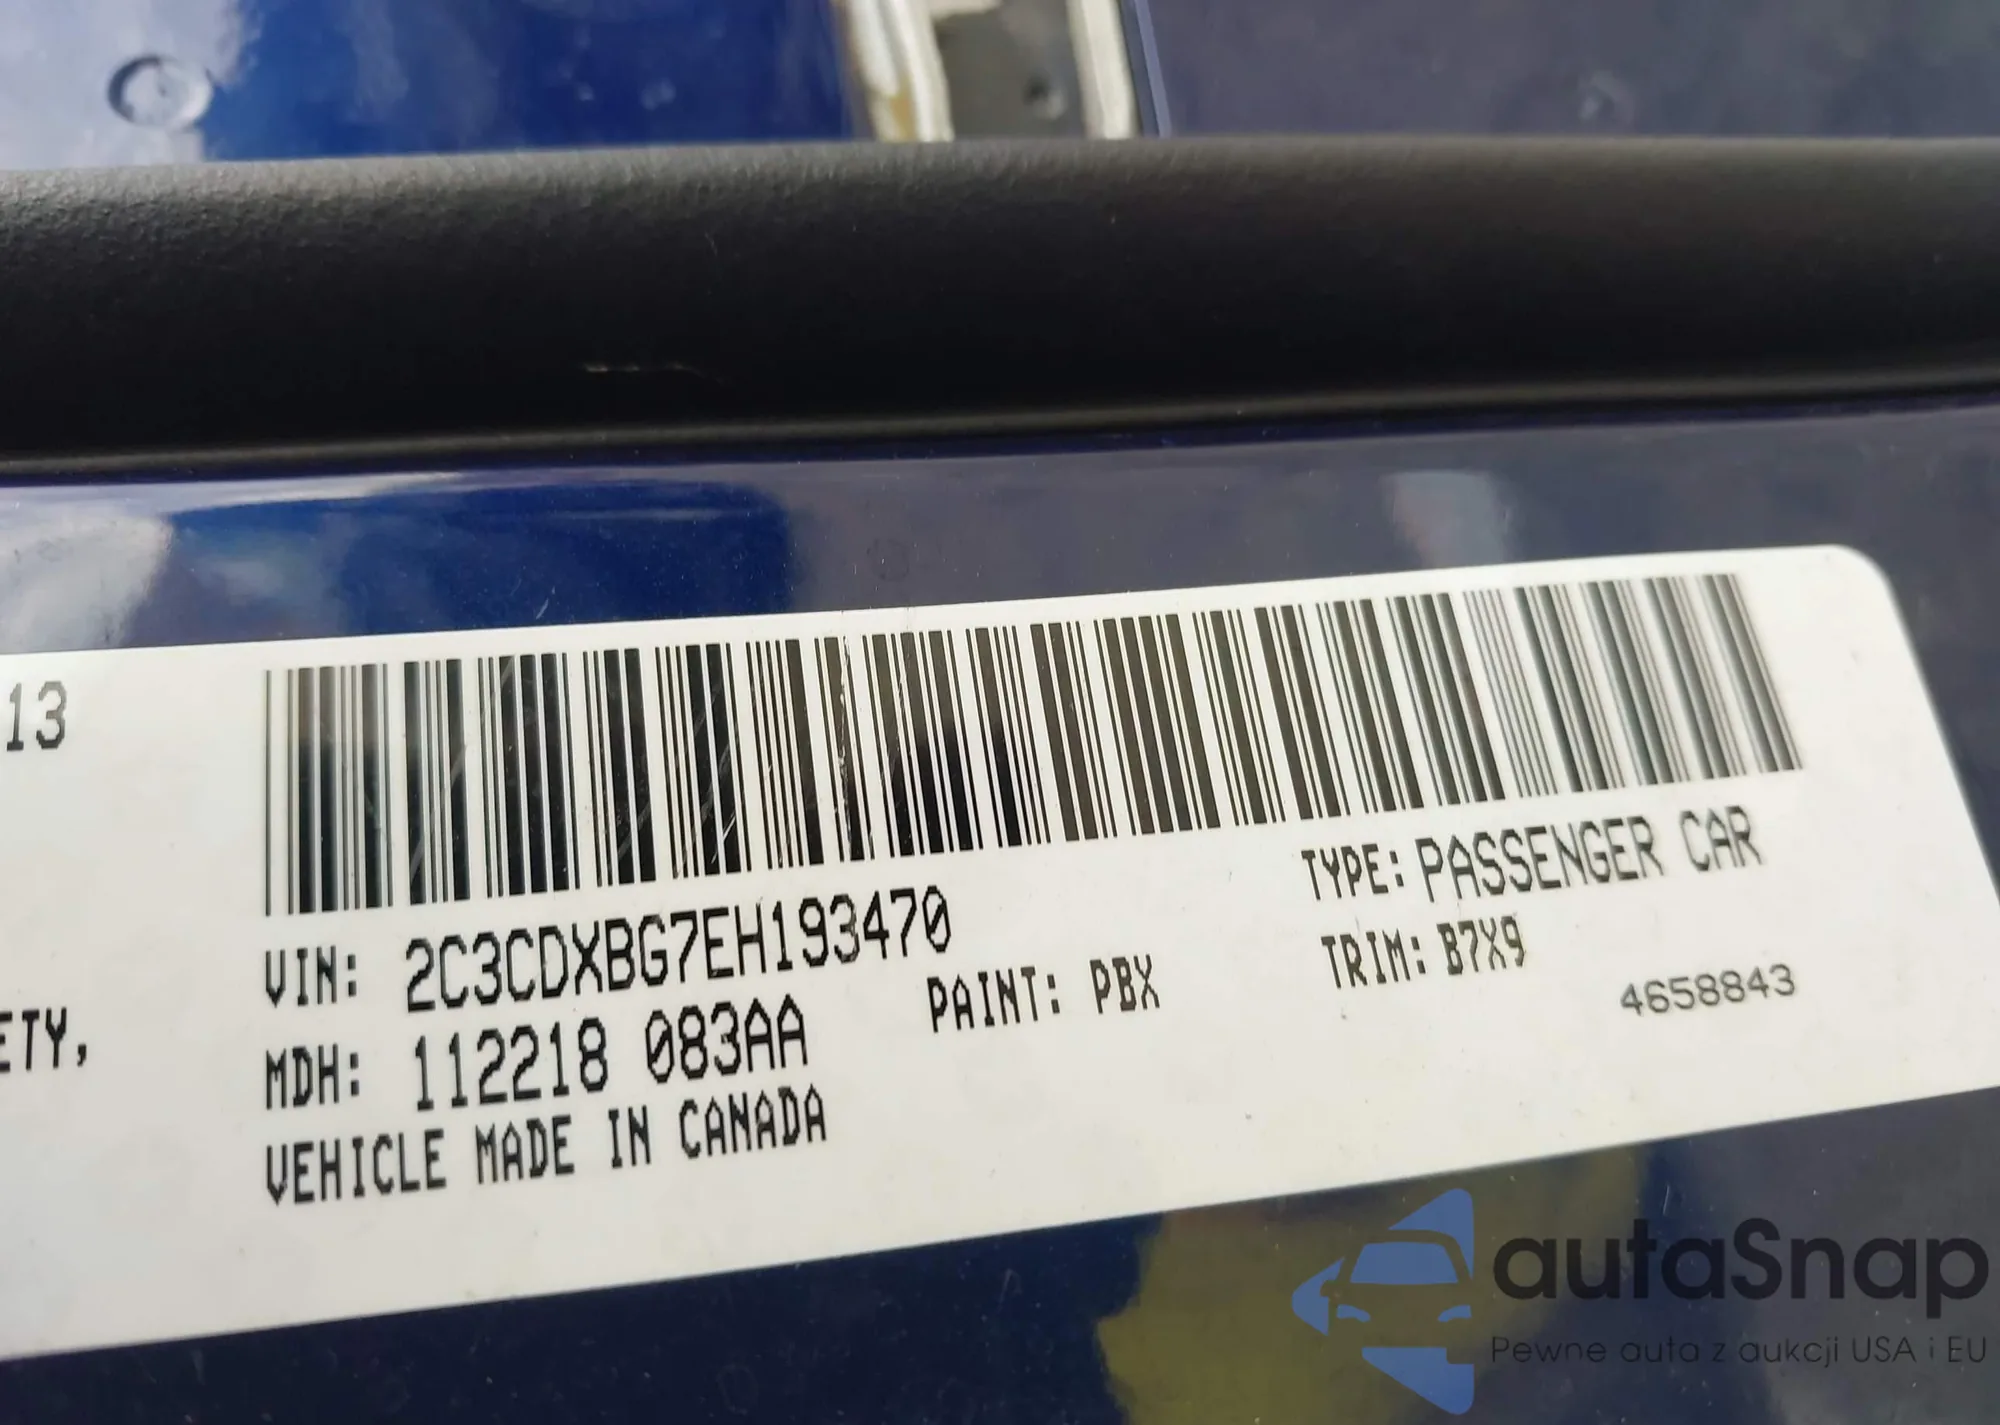 13
ETY,
VIN: 2C3CDXBG7EH193470
TYPE: PASSENGER CAR
MDH: 112218 083AA
PAINT: PBX
TRIM: B7X9
4658843
VEHICLE MADE IN CANADA
autaSnap
Pewne auta z aukcji USA i EU